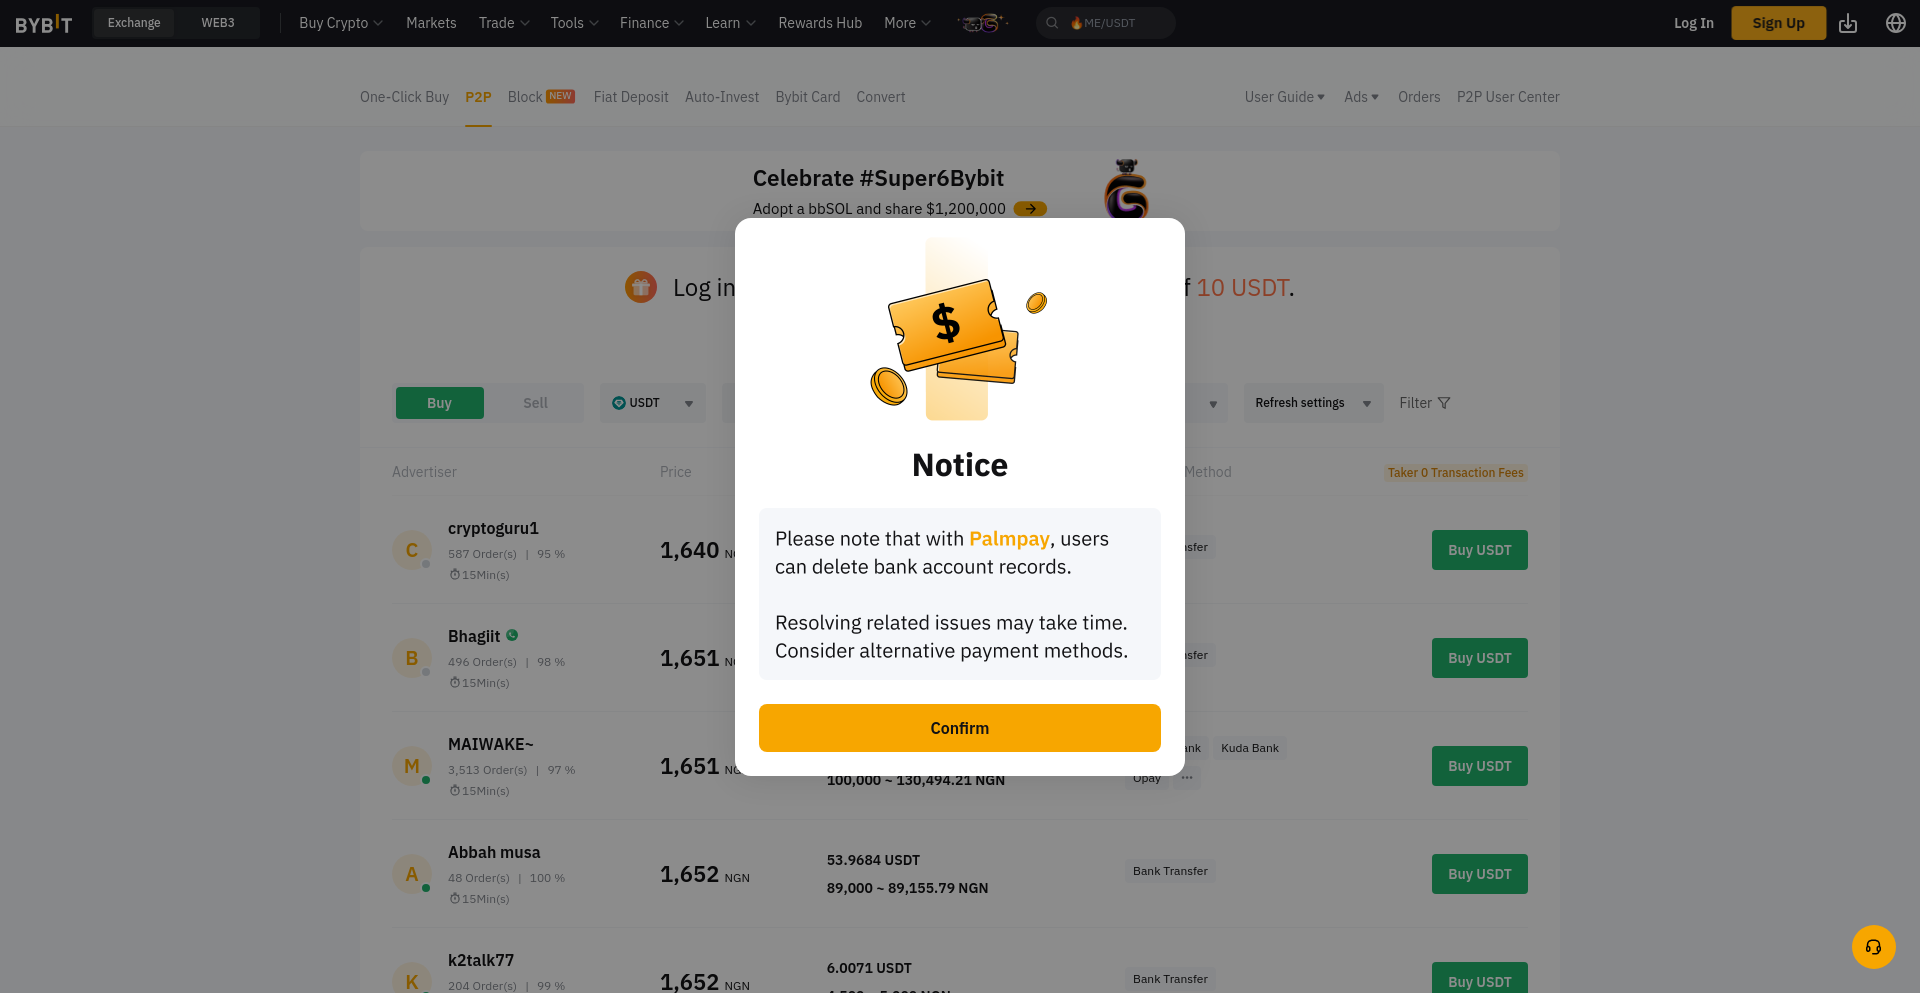 BYBIT Exchange WEB3 Buy Crypto Markets Trade Tools Finance Learn Rewards Hub More 🔥ME/USDT Log In Sign Up
One-Click Buy P2P Block NEW Fiat Deposit Auto-Invest Bybit Card Convert User Guide Ads Orders P2P User Center
Celebrate #Super6Bybit
Adopt a bbSOL and share $1,200,000
Log in
10 USDT.
Buy Sell USDT Refresh settings Filter
Advertiser Price Method Taker 0 Transaction Fees
cryptoguru1
587 Order(s) | 95 %
15Min(s)
1,640
Buy USDT
Bhagiit
496 Order(s) | 98 %
15Min(s)
1,651
Buy USDT
MAIWAKE~
3,513 Order(s) | 97 %
15Min(s)
1,651
100,000 ~ 130,494.21 NGN
Kuda Bank
Opay ...
Buy USDT
Abbah musa
48 Order(s) | 100 %
15Min(s)
1,652 NGN
53.9684 USDT
89,000 ~ 89,155.79 NGN
Bank Transfer
Buy USDT
k2talk77
204 Order(s) | 99 %
1,652 NGN
6.0071 USDT
Bank Transfer
Buy USDT
$
Notice
Please note that with Palmpay, users
can delete bank account records.
Resolving related issues may take time.
Consider alternative payment methods.
Confirm